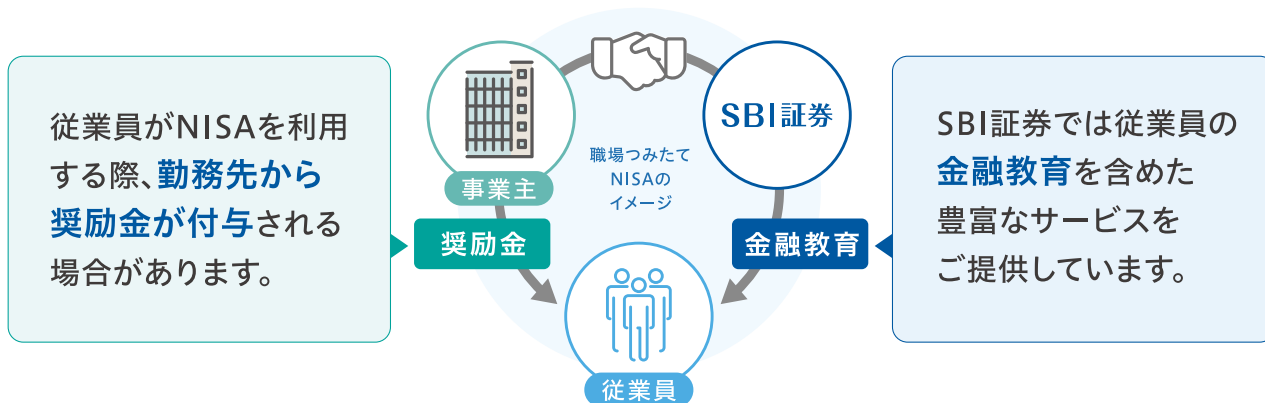 従業員がNISAを利用
する際、勤務先から
奨励金が付与される
場合があります。
事業主
奨励金
SBI証券
職場つみたて
NISAの
イメージ
金融教育
従業員
SBI証券では従業員の
金融教育を含めた
豊富なサービスを
ご提供しています。